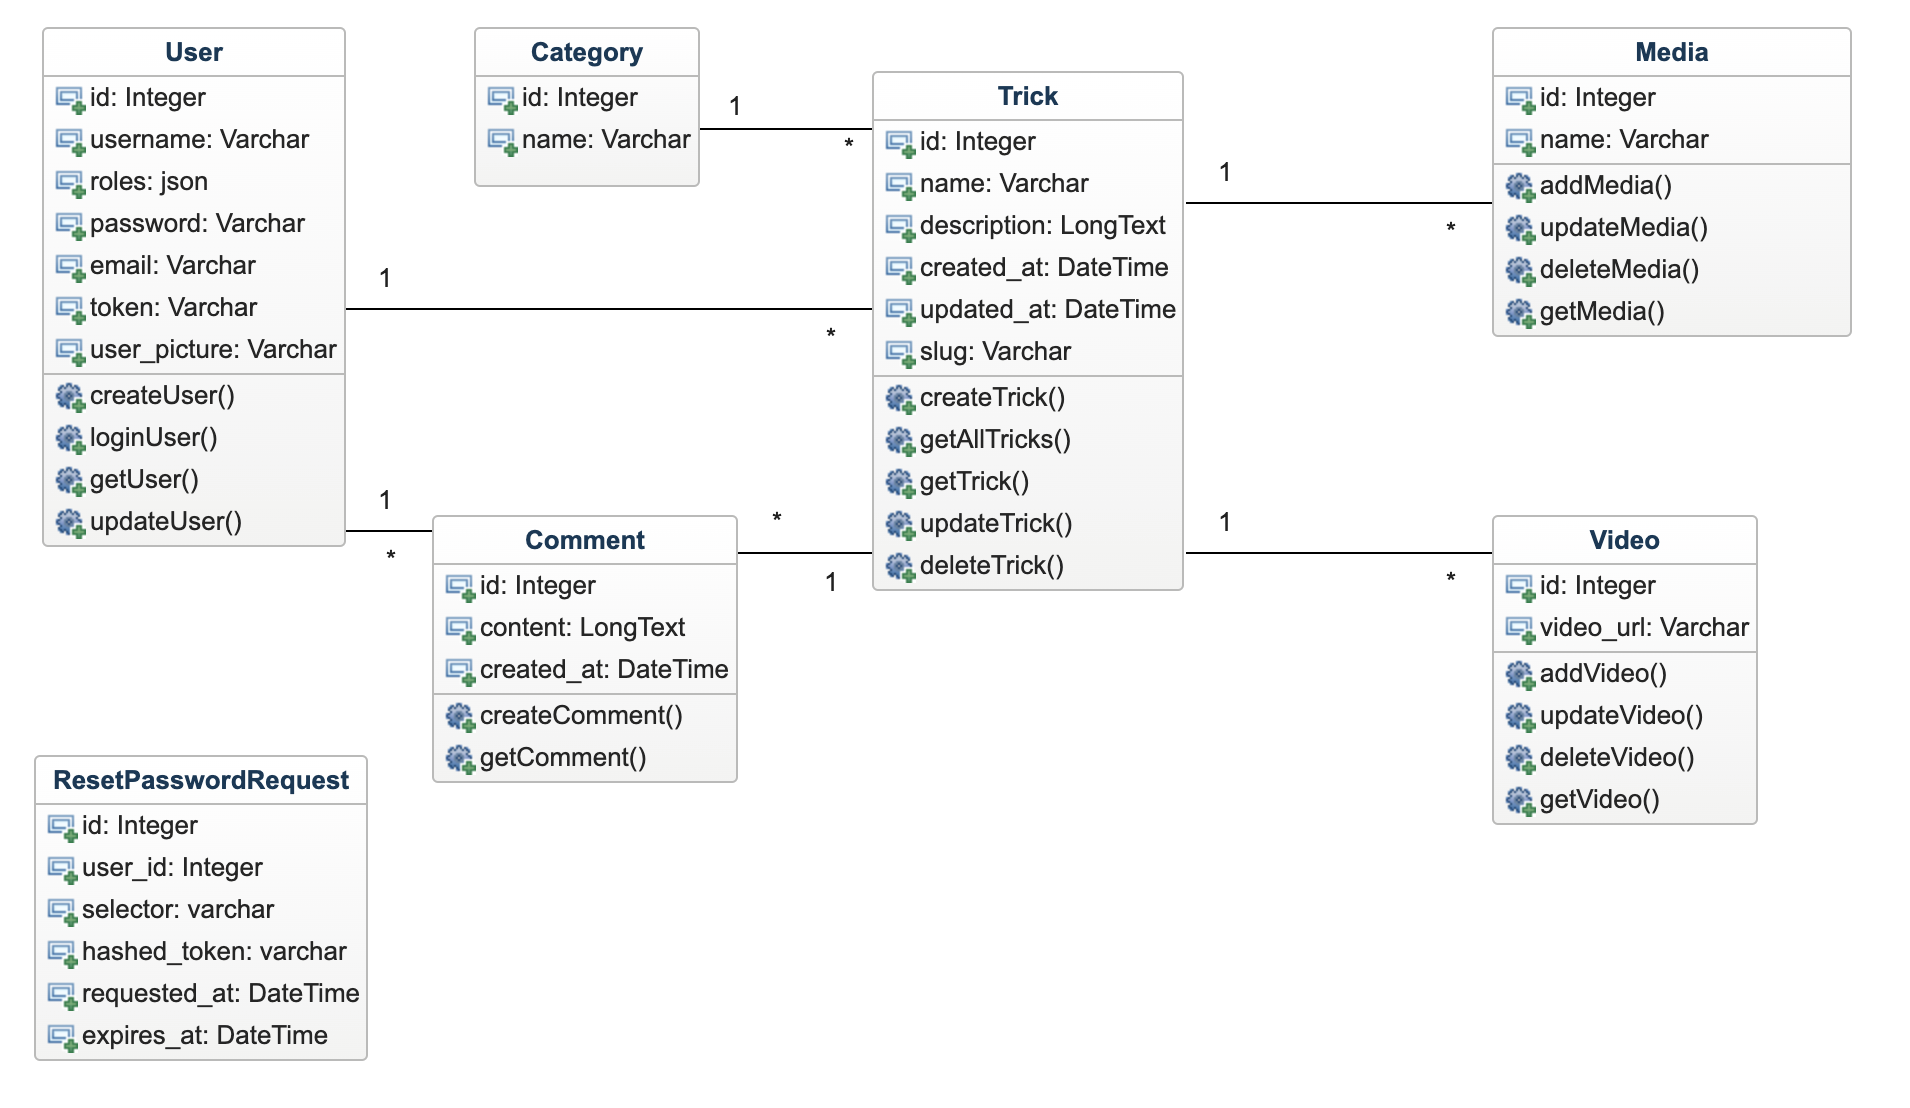 User
id: Integer
username: Varchar
roles: json
password: Varchar
email: Varchar
token: Varchar
user_picture: Varchar
createUser()
loginUser()
getUser()
updateUser()
Category
id: Integer
name: Varchar
1
*
1
*
1
*
Trick
id: Integer
name: Varchar
description: LongText
created_at: DateTime
updated_at: DateTime
slug: Varchar
createTrick()
getAllTricks()
getTrick()
updateTrick()
deleteTrick()
1
*
Media
id: Integer
name: Varchar
addMedia()
updateMedia()
deleteMedia()
getMedia()
Comment
id: Integer
content: LongText
created_at: DateTime
createComment()
getComment()
*
1
1
*
Video
id: Integer
video_url: Varchar
addVideo()
updateVideo()
deleteVideo()
getVideo()
ResetPasswordRequest
id: Integer
user_id: Integer
selector: varchar
hashed_token: varchar
requested_at: DateTime
expires_at: DateTime